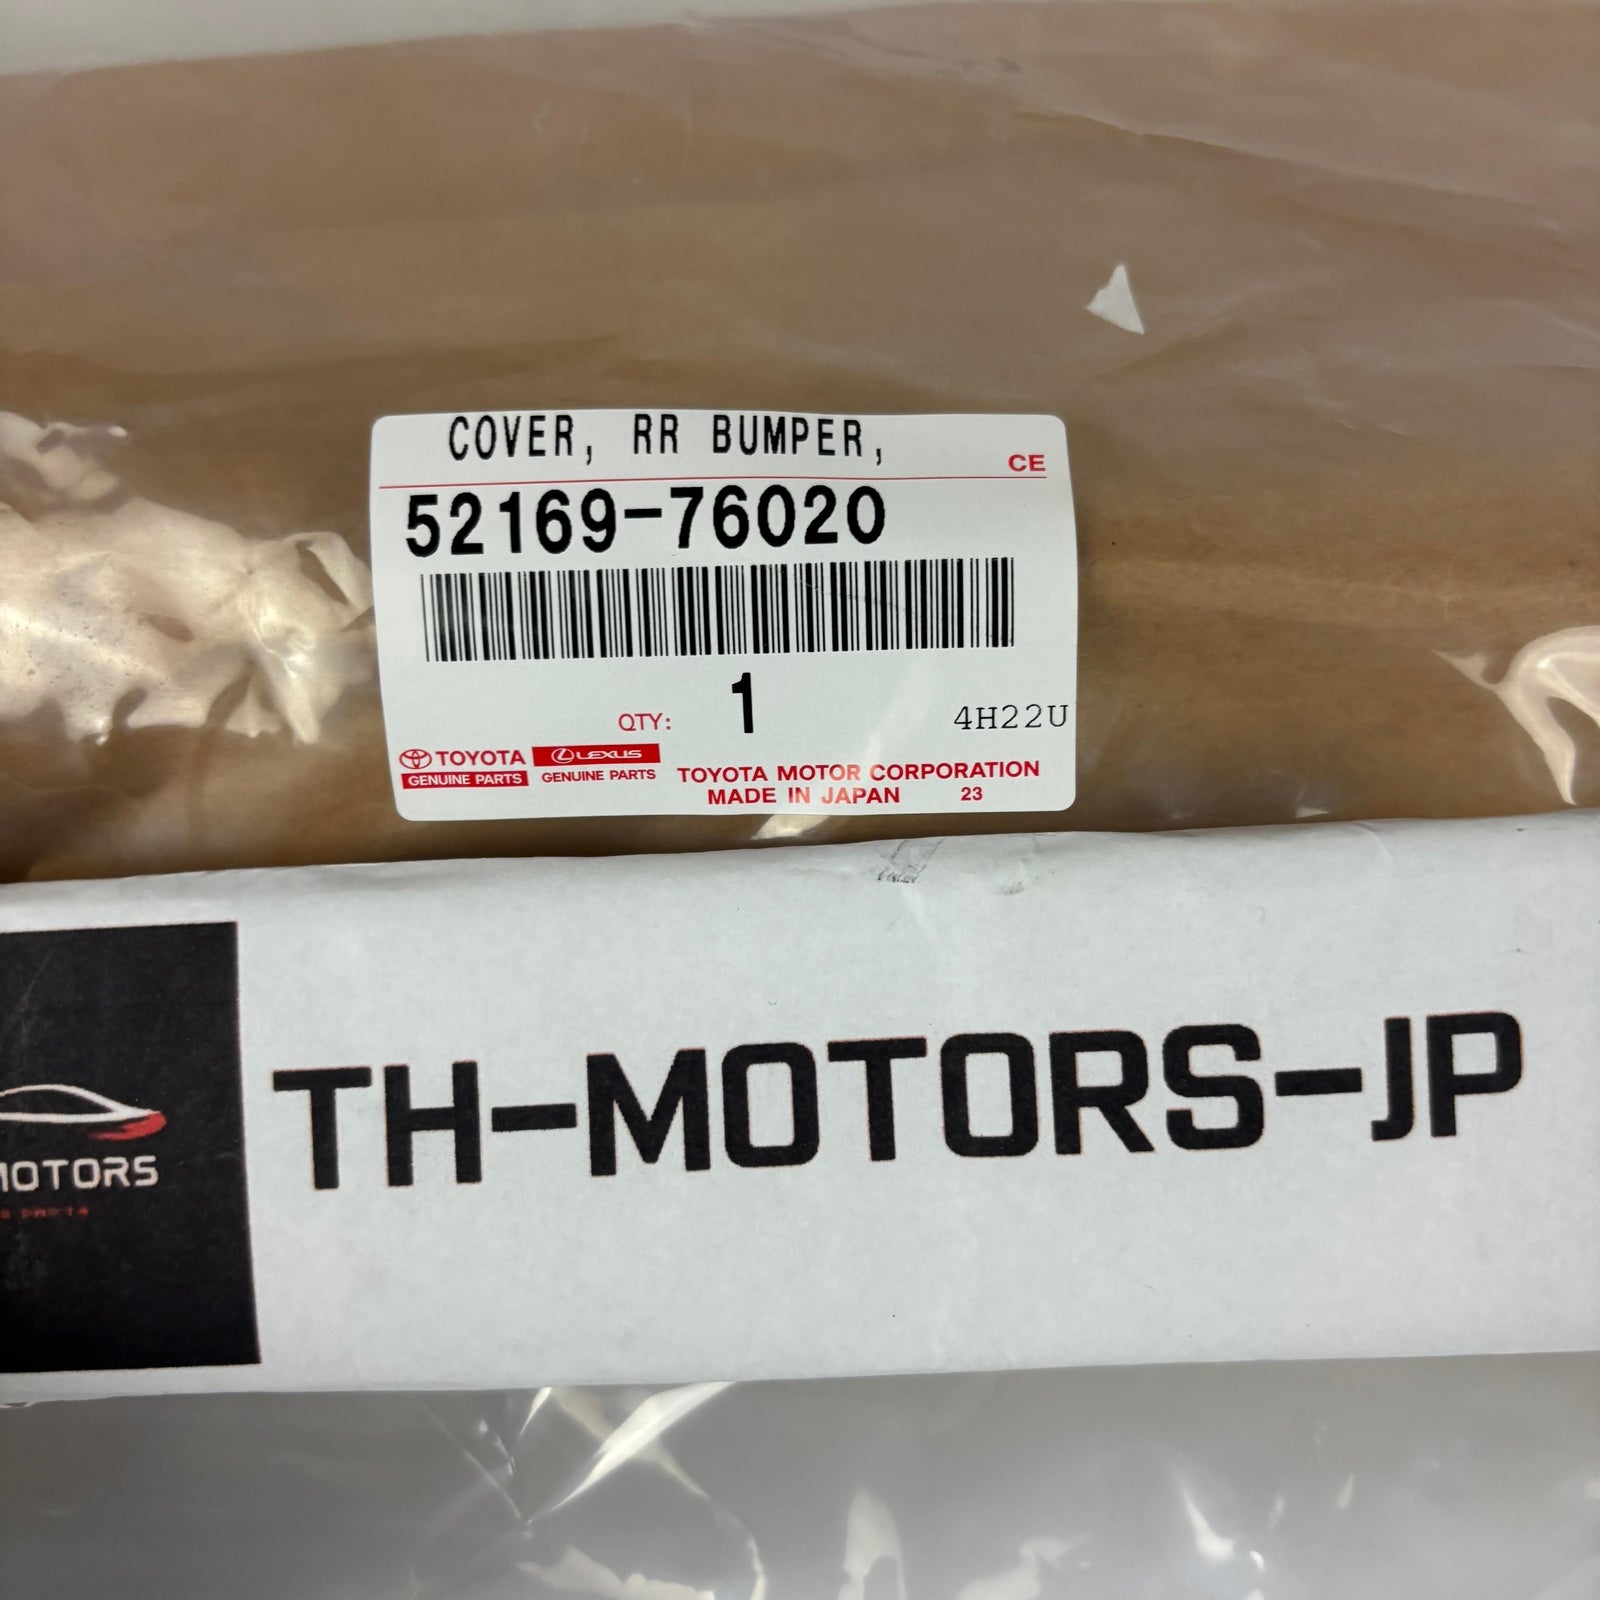 COVER, RR BUMPER,
CE
52169-76020
QTY: 1 4H22U
TOYOTA LEXUS
GENUINE PARTS GENUINE PARTS
TOYOTA MOTOR CORPORATION
MADE IN JAPAN 23
TH-MOTORS-JP
MOTORS